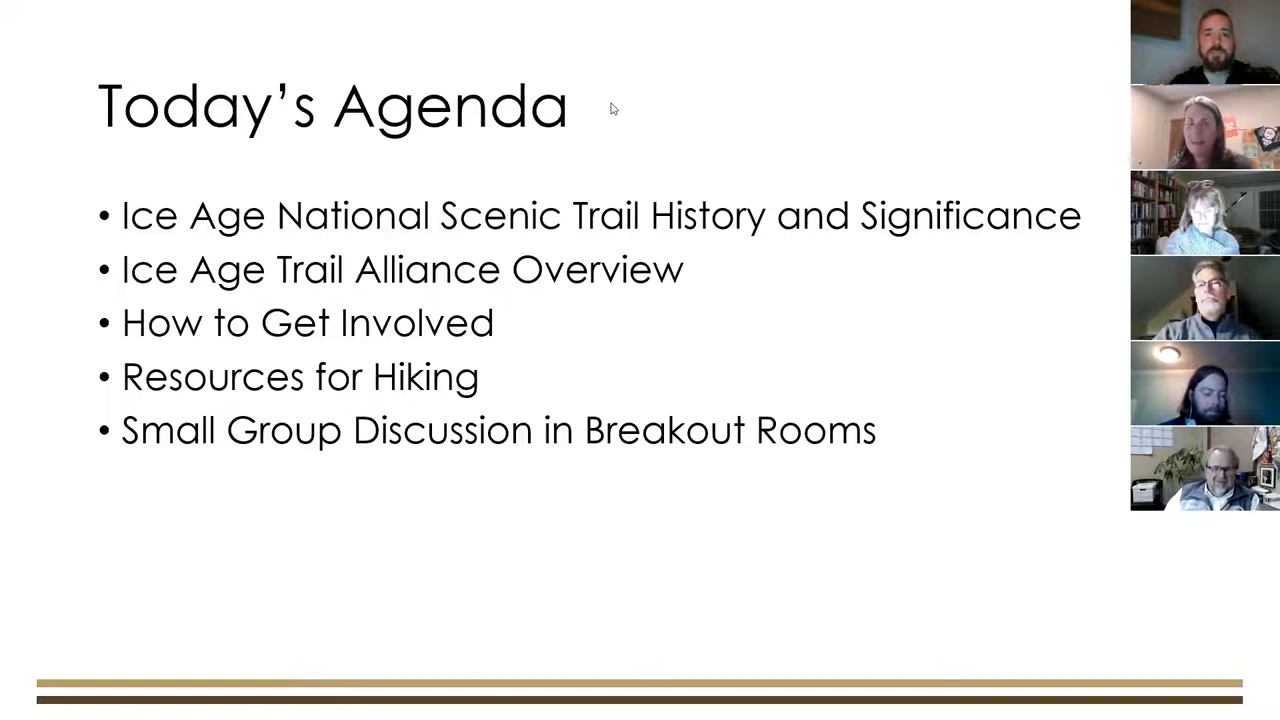 Today’s Agenda
• Ice Age National Scenic Trail History and Significance
• Ice Age Trail Alliance Overview
• How to Get Involved
• Resources for Hiking
• Small Group Discussion in Breakout Rooms